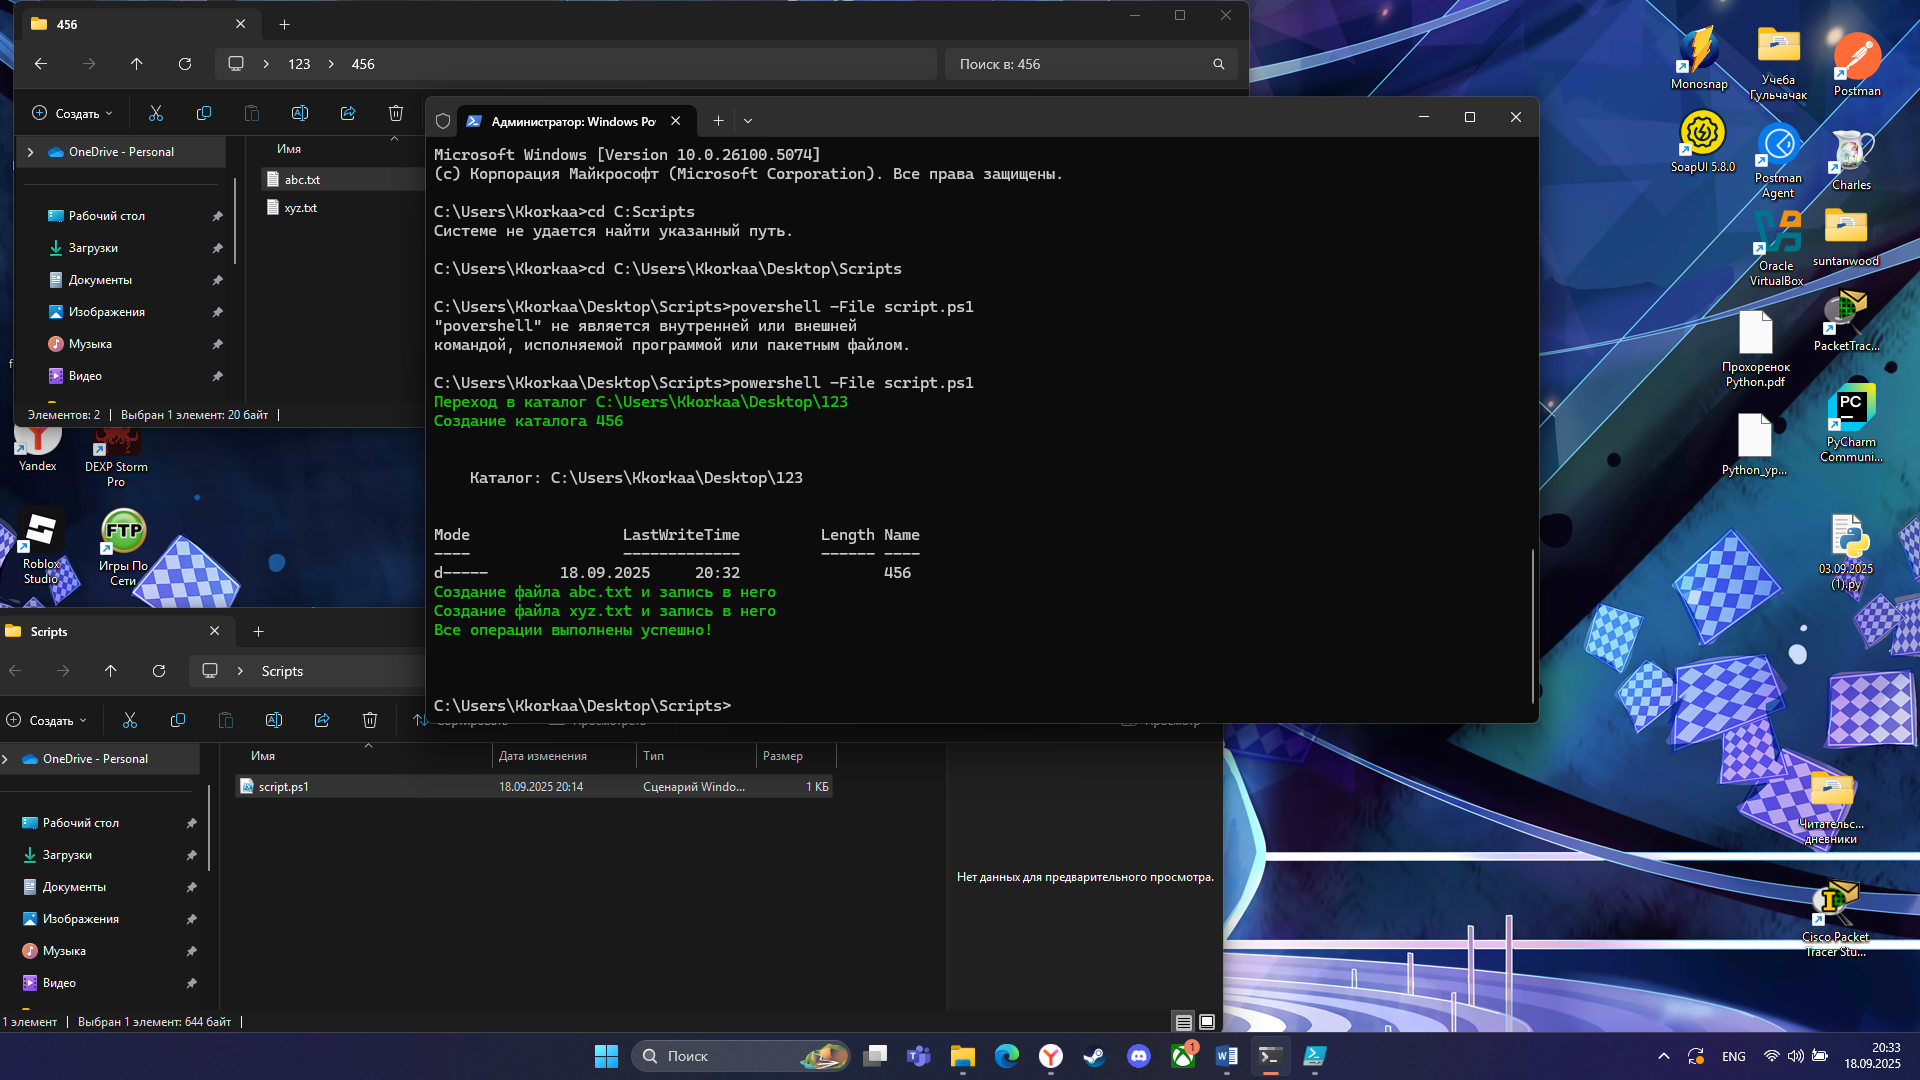 456
123
456
Поиск в: 456
Создать
OneDrive - Personal
Рабочий стол
Загрузки
Документы
Изображения
Музыка
Видео
Имя
abc.txt
xyz.txt
Элементов: 2
Выбран 1 элемент: 20 байт
Администратор: Windows Po
Microsoft Windows [Version 10.0.26100.5074]
(c) Корпорация Майкрософт (Microsoft Corporation). Все права защищены.
C:\Users\Kkorkaa>cd C:Scripts
Системе не удается найти указанный путь.
C:\Users\Kkorkaa>cd C:\Users\Kkorkaa\Desktop\Scripts
C:\Users\Kkorkaa\Desktop\Scripts>povershell -File script.ps1
"povershell" не является внутренней или внешней
командой, исполняемой программой или пакетным файлом.
C:\Users\Kkorkaa\Desktop\Scripts>powershell -File script.ps1
Переход в каталог C:\Users\Kkorkaa\Desktop\123
Создание каталога 456
Каталог: C:\Users\Kkorkaa\Desktop\123
Mode LastWriteTime Length Name
---- ------------- ------ ----
d----- 18.09.2025 20:32 456
Создание файла abc.txt и запись в него
Создание файла xyz.txt и запись в него
Все операции выполнены успешно!
C:\Users\Kkorkaa\Desktop\Scripts>
Yandex
DEXP Storm
Pro
Roblox
Studio
FTP
Игры По
Сети
Scripts
Scripts
Создать
OneDrive - Personal
Рабочий стол
Загрузки
Документы
Изображения
Музыка
Видео
Имя
Дата изменения
Тип
Размер
script.ps1
18.09.2025 20:14
Сценарий Windo...
1 КБ
Нет данных для предварительного просмотра.
1 элемент
Выбран 1 элемент: 644 байт
Monosnap
Учеба
Гульчачак
Postman
SoapUI 5.8.0
Postman
Agent
Charles
Oracle
VirtualBox
suntanwood
Прохоренок
Python.pdf
PacketTrac...
PC
PyCharm
Communi...
Python_ур...
03.09.2025
(1).py
Читательс...
дневники
Cisco Packet
Tracer Stu...
Поиск
1
ENG
20:33
18.09.2025